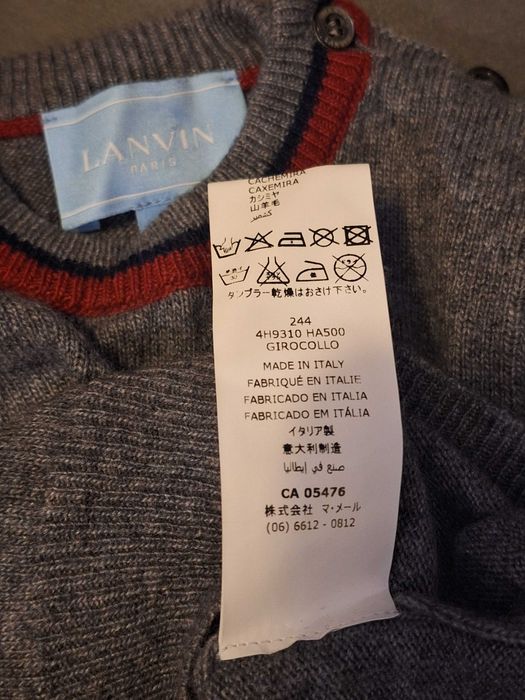 LANVIN
PARIS
CACHEMIRA
CAXEMIRA
カシミヤ
山羊毛
كشمير
タンブラー乾燥はおさけ下さい。
244
4H9310 HA500
GIROCOLLO
MADE IN ITALY
FABRIQUÉ EN ITALIE
FABRICADO EN ITALIA
FABRICADO EM ITÁLIA
イタリア製
意大利制造
صنع في إيطاليا
CA 05476
株式会社 マ・メール
(06) 6612 - 0812